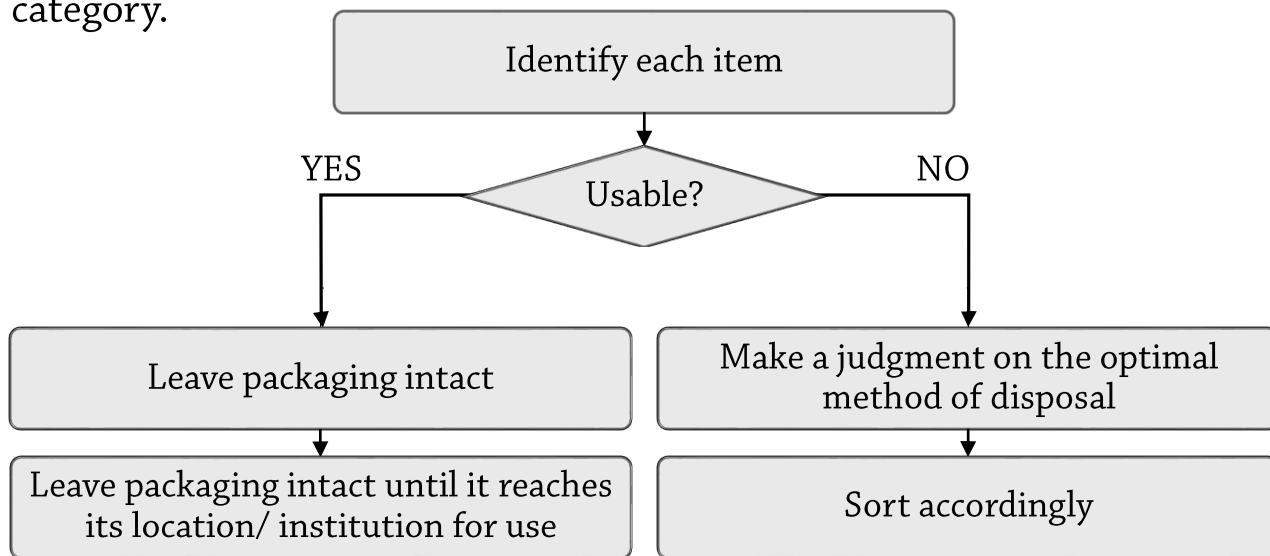 category.
Identify each item
YES
Usable?
NO
Leave packaging intact
Make a judgment on the optimal
method of disposal
Leave packaging intact until it reaches
its location/ institution for use
Sort accordingly